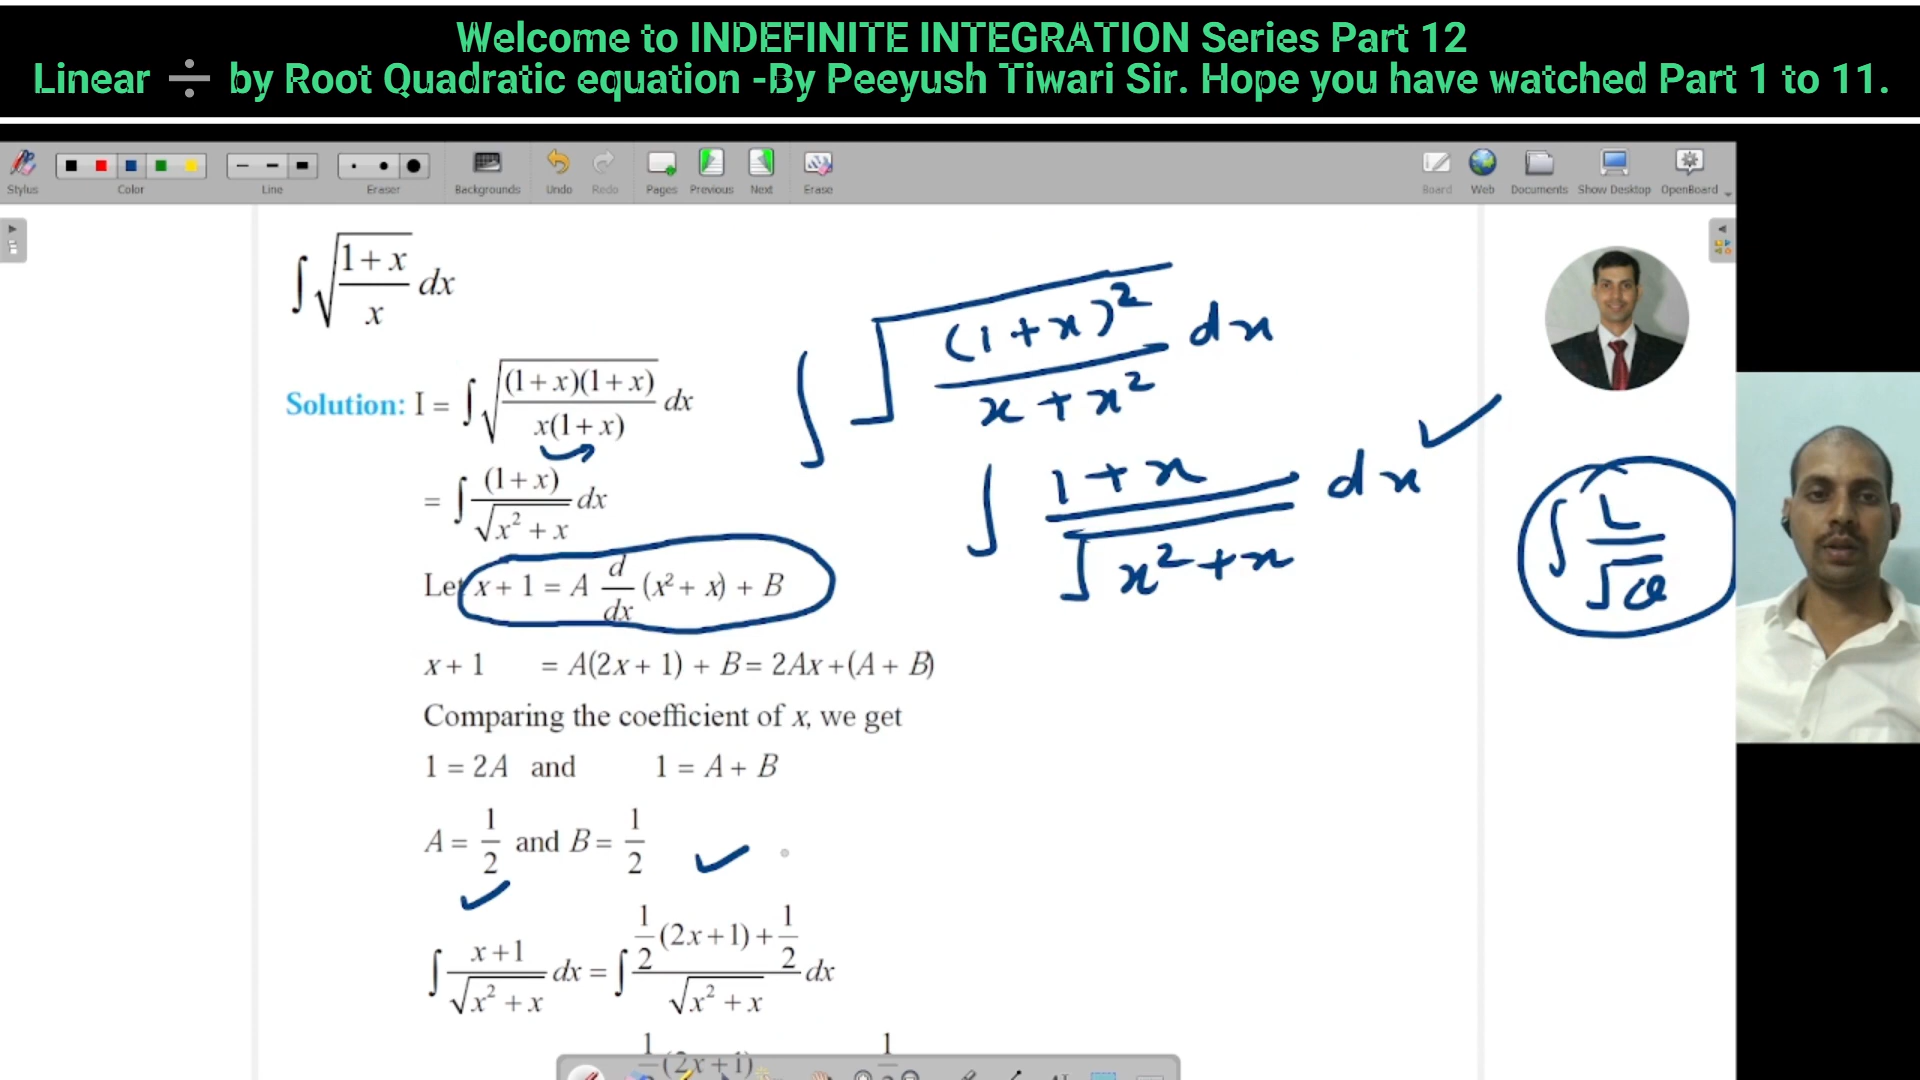 Welcome to INDEFINITE INTEGRATION Series Part 12
Linear ÷ by Root Quadratic equation -By Peeyush Tiwari Sir. Hope you have watched Part 1 to 11.
Stylus Color Line Eraser Backgrounds Undo Redo Pages Previous Next Erase Board Web Documents Show Desktop OpenBoard
∫ √((1 + x)/x) dx
Solution: I = ∫ √((1 + x)(1 + x)/x(1 + x)) dx
= ∫ (1 + x)/√(x² + x) dx
Let x + 1 = A d/dx (x² + x) + B
x + 1 = A(2x + 1) + B = 2Ax + (A + B)
Comparing the coefficient of x, we get
1 = 2A and 1 = A + B
A = 1/2 and B = 1/2
∫ (x + 1)/√(x² + x) dx = ∫ (1/2 (2x + 1) + 1/2)/√(x² + x) dx
1 (2x + 1) 1
∫ √((1 + x)²/(x + x²)) dx
∫ (1 + x)/√(x² + x) dx
∫ L/√Q